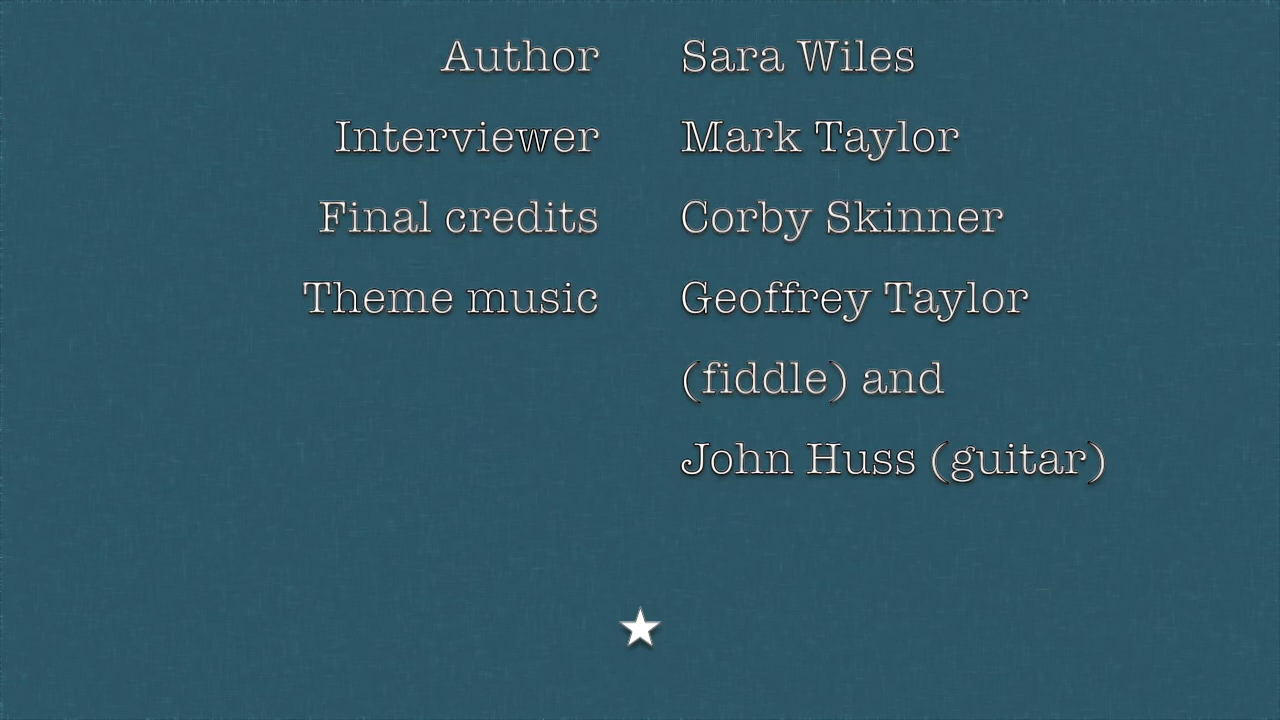 Author Sara Wiles
Interviewer Mark Taylor
Final credits Corby Skinner
Theme music Geoffrey Taylor
(fiddle) and
John Huss (guitar)